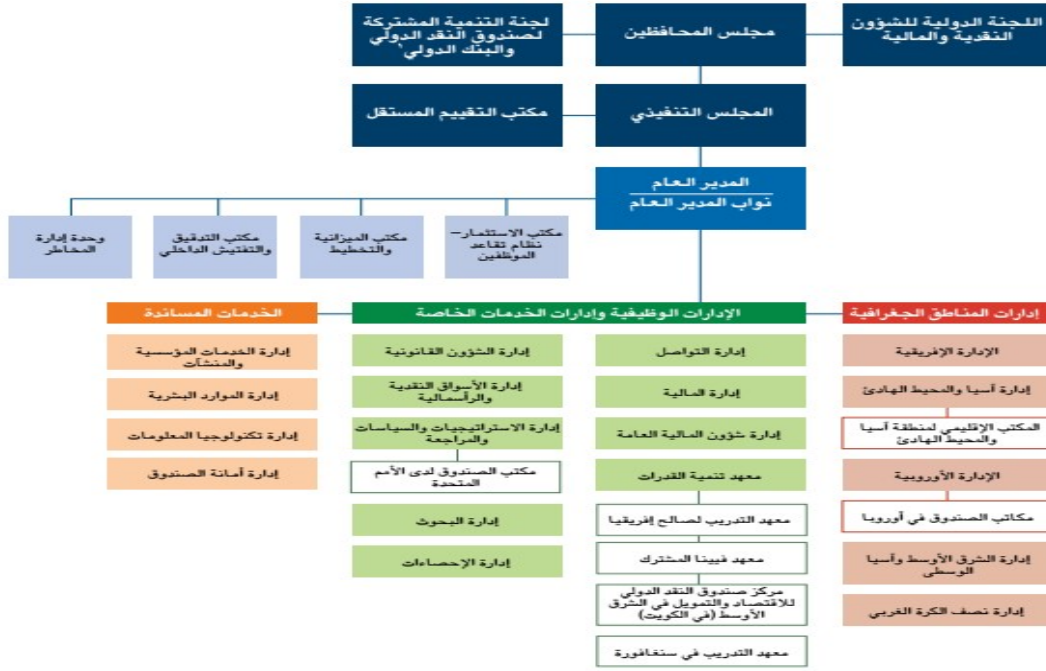 اللجنة الدولية للشؤون
النقدية والمالية
مجلس المحافظين
لجنة التنمية المشتركة
لصندوق النقد الدولي
والبنك الدولي¹
المجلس التنفيذي
مكتب التقييم المستقل
المدير العام
نواب المدير العام
مكتب الاستثمار–
نظام تقاعد
الموظفين
مكتب الميزانية
والتخطيط
مكتب التدقيق
والتفتيش الداخلي
وحدة إدارة
المخاطر
إدارات المناطق الجغرافية
الإدارة الإفريقية
إدارة آسيا والمحيط الهادئ
المكتب الإقليمي لمنطقة آسيا
والمحيط الهادئ
الإدارة الأوروبية
مكاتب الصندوق في أوروبا
إدارة الشرق الأوسط وآسيا
الوسطى
إدارة نصف الكرة الغربي
الإدارات الوظيفية وإدارات الخدمات الخاصة
إدارة التواصل
إدارة المالية
إدارة شؤون المالية العامة
معهد تنمية القدرات
معهد التدريب لصالح إفريقيا
معهد فيينا المشترك
مركز صندوق النقد الدولي
للاقتصاد والتمويل في الشرق
الأوسط (في الكويت)
معهد التدريب في سنغافورة
إدارة الشؤون القانونية
إدارة الأسواق النقدية
والرأسمالية
إدارة الاستراتيجيات والسياسات
والمراجعة
مكتب الصندوق لدى الأمم
المتحدة
إدارة البحوث
إدارة الإحصاءات
الخدمات المساندة
إدارة الخدمات المؤسسية
والمنشآت
إدارة الموارد البشرية
إدارة تكنولوجيا المعلومات
إدارة أمانة الصندوق